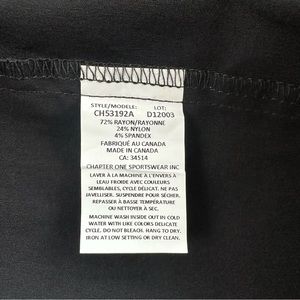 STYLE/MODELE: LOT:
CH53192A D12003
72% RAYON/RAYONNE
24% NYLON
4% SPANDEX
FABRIQUÉ AU CANADA
MADE IN CANADA
CA: 34514
CHAPTER ONE SPORTSWEAR INC
LAVER À LA MACHINE À L'ENVERS À
L'EAU FROIDE AVEC COULEURS
SEMBLABLES, CYCLE DÉLICAT. NE PAS
JAVELLISER. SUSPENDRE POUR SÉCHER.
REPASSER À BASSE TEMPÉRATURE
OU NETTOYER À SEC.
MACHINE WASH INSIDE OUT IN COLD
WATER WITH LIKE COLORS DELICATE
CYCLE. DO NOT BLEACH. HANG TO DRY.
IRON AT LOW SETTING OR DRY CLEAN.